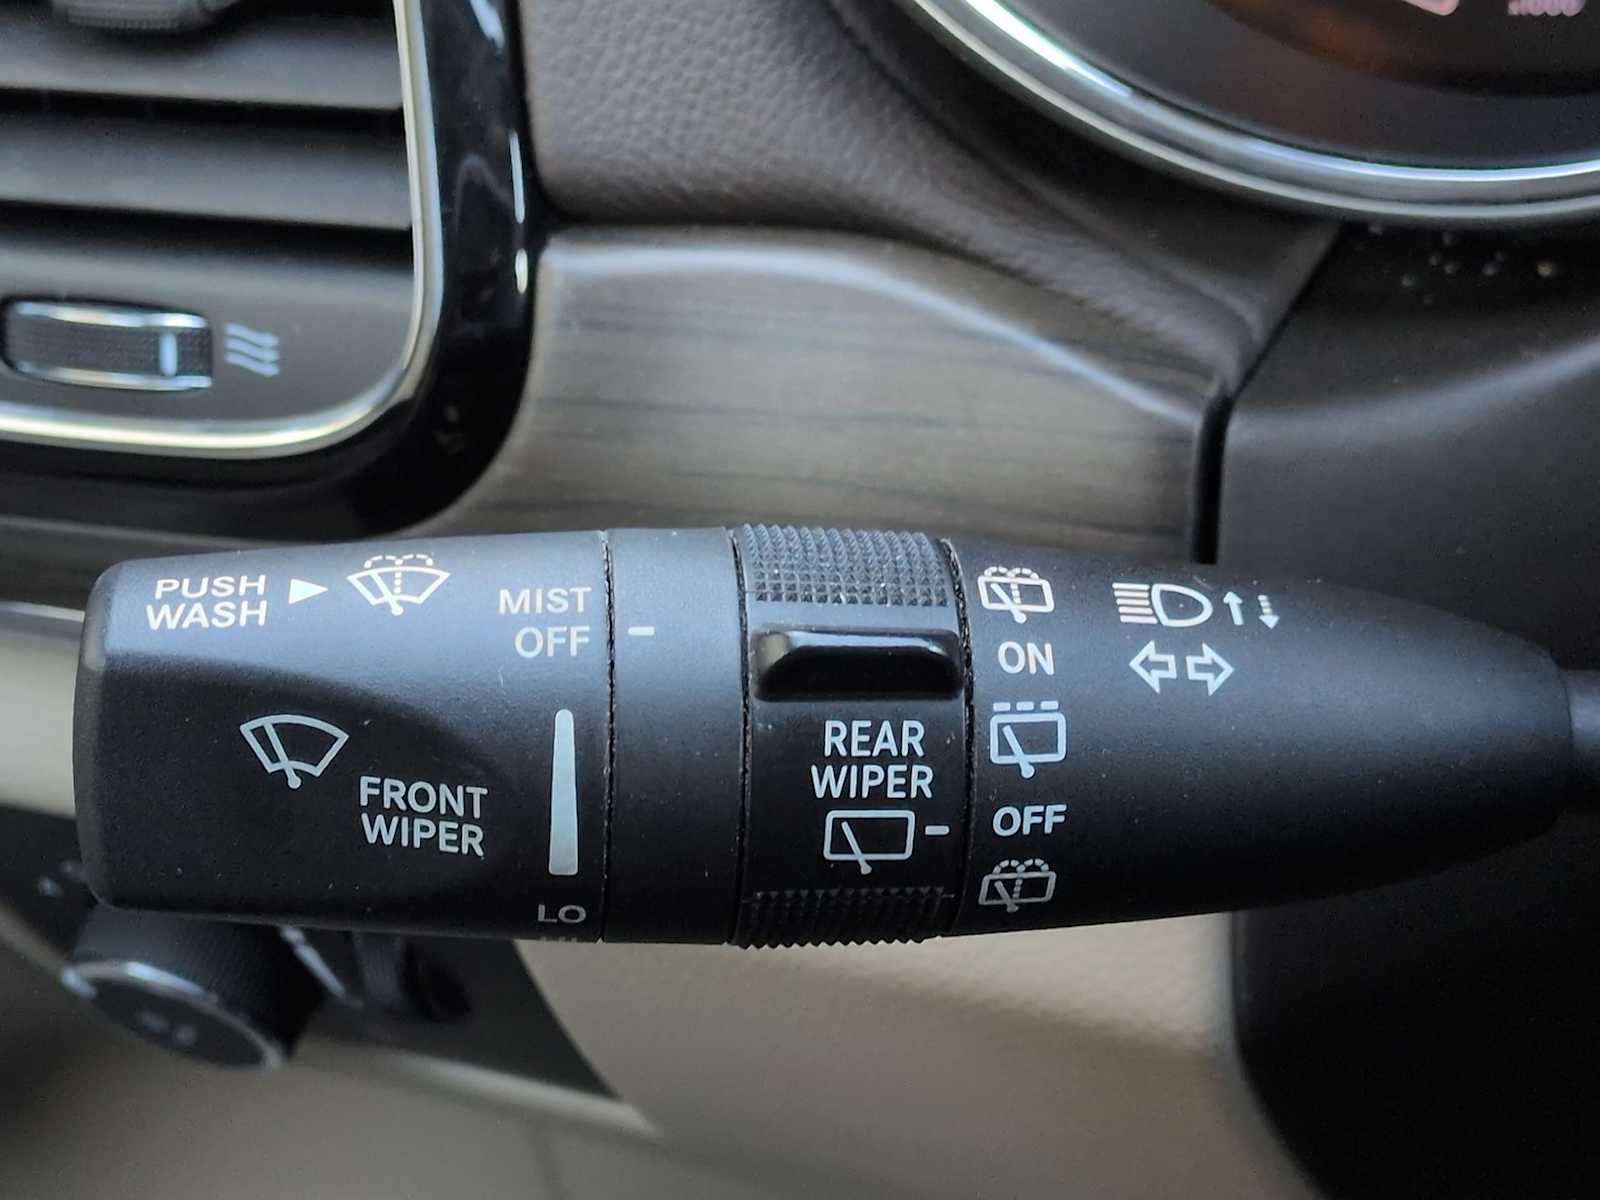 PUSH
WASH
MIST
OFF
FRONT
WIPER
LO
REAR
WIPER
ON
OFF